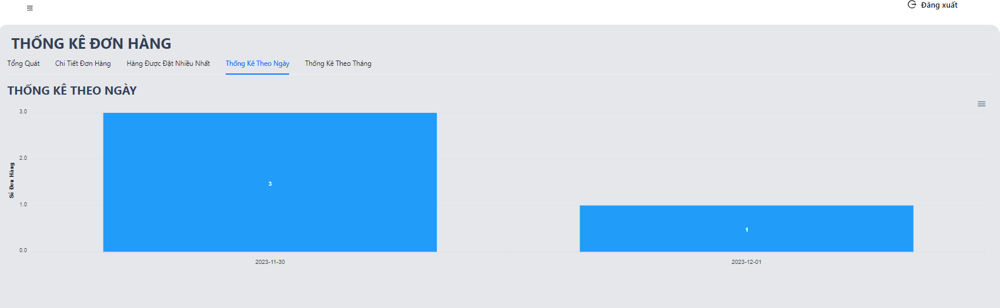 Đăng xuất
THỐNG KÊ ĐƠN HÀNG
Tổng Quát Chi Tiết Đơn Hàng Hàng Được Đặt Nhiều Nhất Thống Kê Theo Ngày Thống Kê Theo Tháng
THỐNG KÊ THEO NGÀY
Số Đơn Hàng
3.0
2.0
1.0
0.0
3
1
2023-11-30 2023-12-01